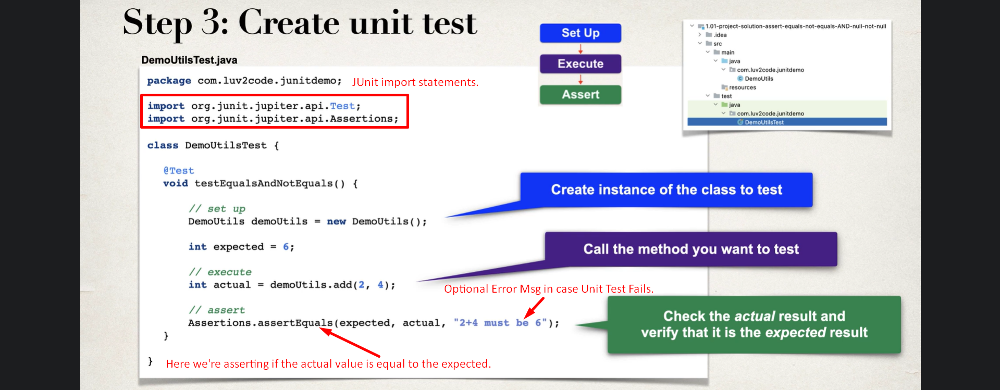 Step 3: Create unit test
DemoUtilsTest.java
package com.luv2code.junitdemo;
JUnit import statements.
import org.junit.jupiter.api.Test;
import org.junit.jupiter.api.Assertions;
class DemoUtilsTest {
@Test
void testEqualsAndNotEquals() {
// set up
DemoUtils demoUtils = new DemoUtils();
int expected = 6;
// execute
int actual = demoUtils.add(2, 4);
Optional Error Msg in case Unit Test Fails.
// assert
Assertions.assertEquals(expected, actual, "2+4 must be 6");
}
}
Here we're asserting if the actual value is equal to the expected.
Set Up
Execute
Assert
1.01-project-solution-assert-equals-not-equals-AND-null-not-null
.idea
src
main
java
com.luv2code.junitdemo
DemoUtils
resources
test
java
com.luv2code.junitdemo
DemoUtilsTest
Create instance of the class to test
Call the method you want to test
Check the actual result and
verify that it is the expected result